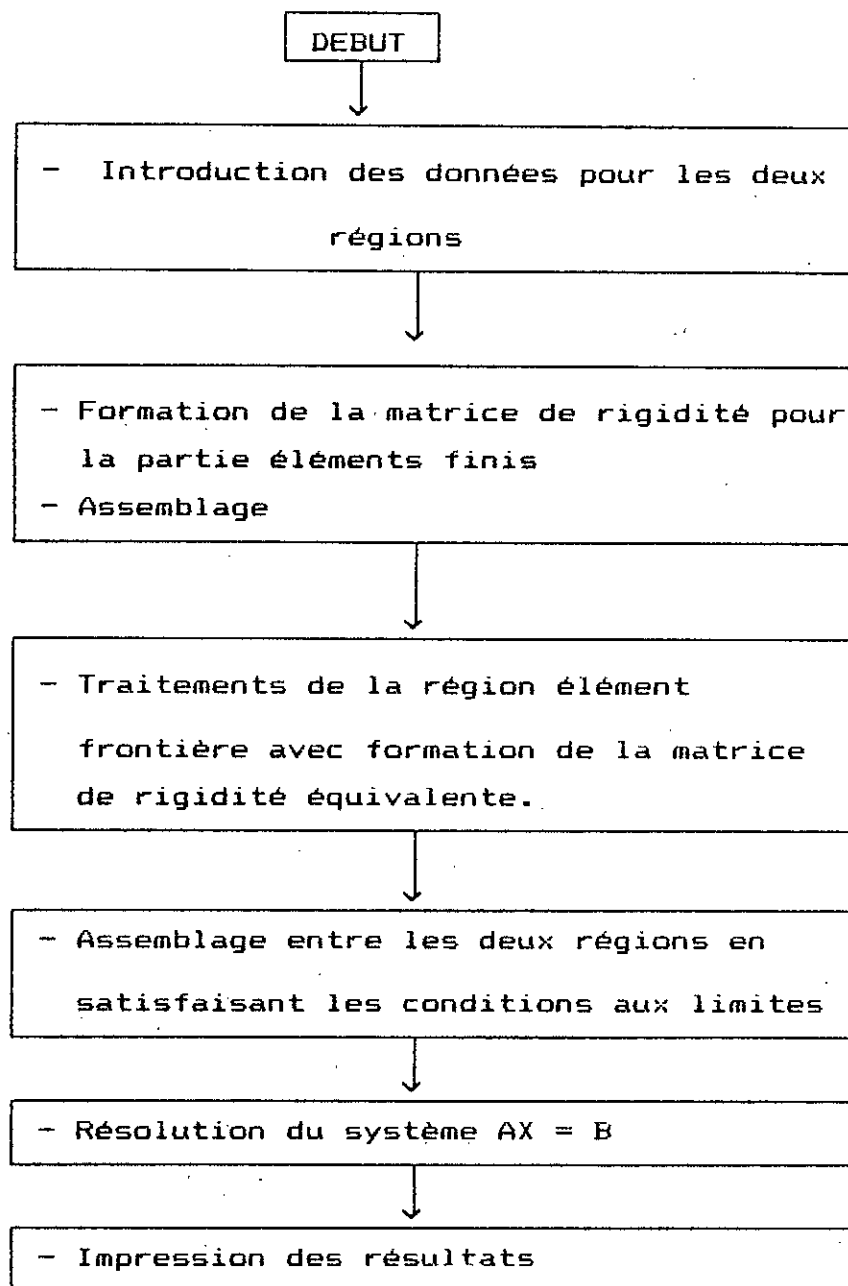 DEBUT
- Introduction des données pour les deux
régions
- Formation de la matrice de rigidité pour
la partie éléments finis
- Assemblage
- Traitements de la région élément
frontière avec formation de la matrice
de rigidité équivalente.
- Assemblage entre les deux régions en
satisfaisant les conditions aux limites
- Résolution du système AX = B
- Impression des résultats